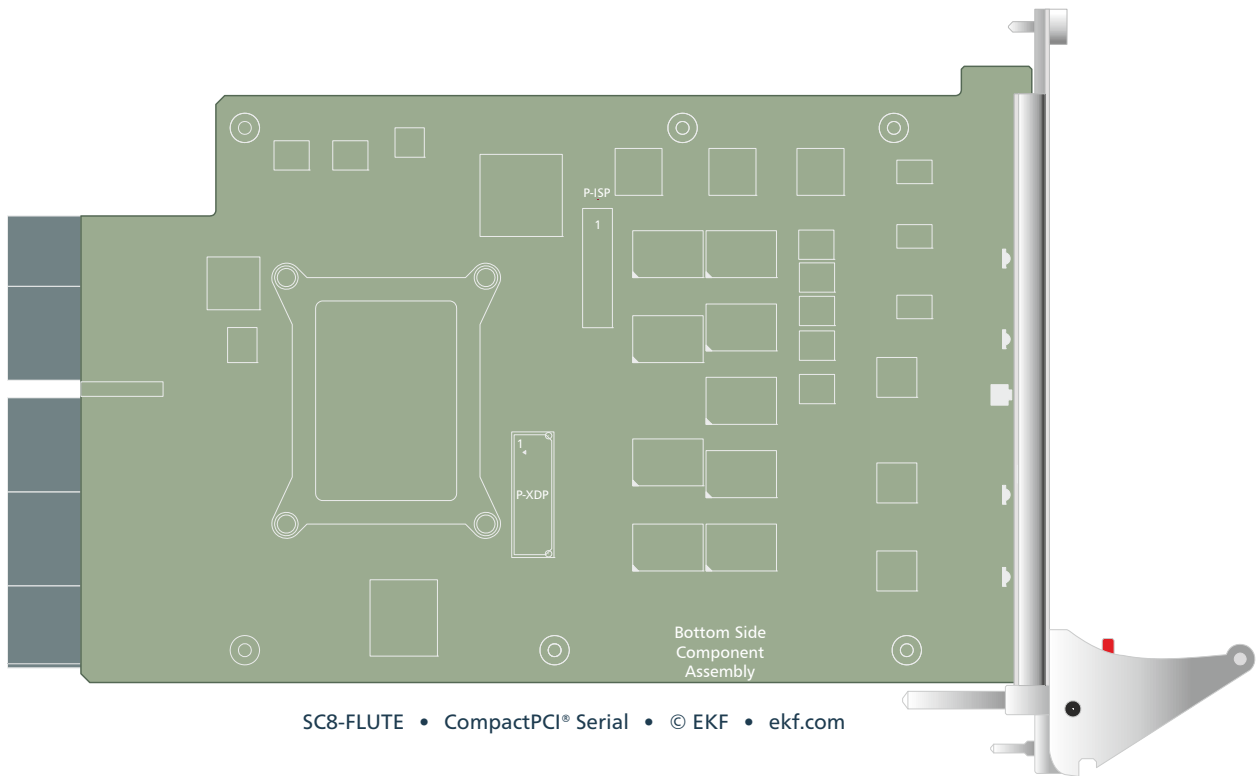 P-ISP
1
1
P-XDP
Bottom Side
Component
Assembly
SC8-FLUTE • CompactPCI® Serial • © EKF • ekf.com